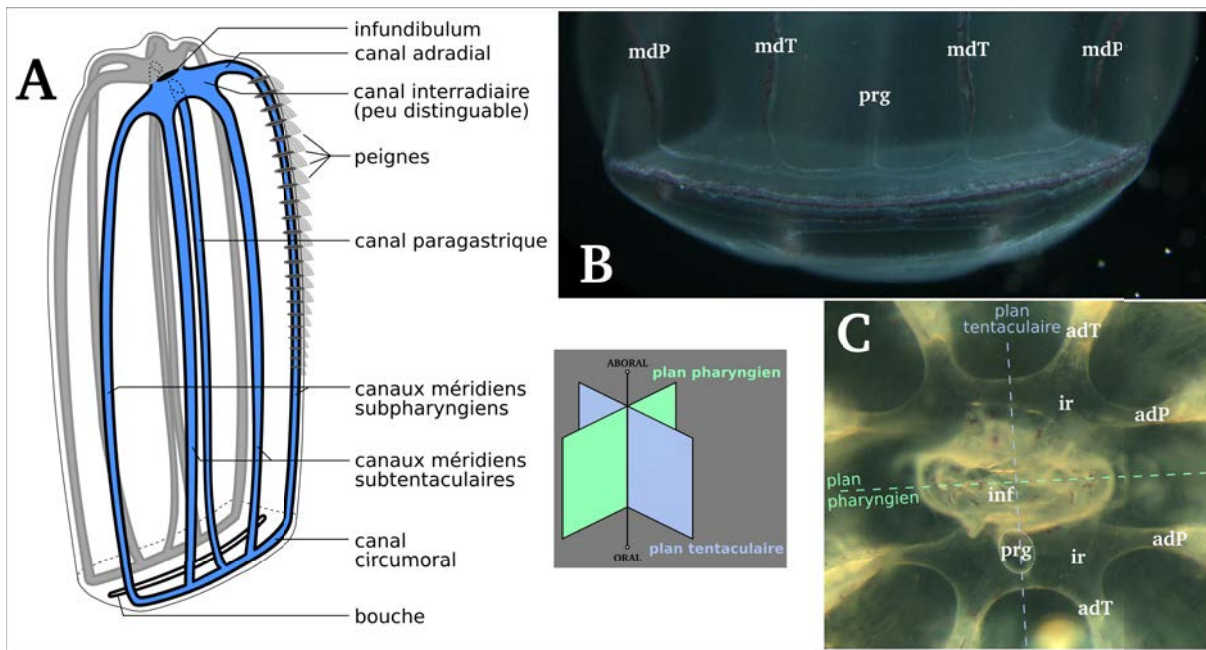 A
infundibulum
canal adradial
canal interradiaire
(peu distinguable)
peignes
canal paragastrique
canaux méridiens
subpharyngiens
canaux méridiens
subtentaculaires
canal
circumoral
bouche
mdP
mdT
mdT
mdP
prg
B
ABORAL
plan pharyngien
plan tentaculaire
ORAL
C
plan
tentaculaire
adT
ir
adP
plan
pharyngien
inf
prg
ir
adP
adT